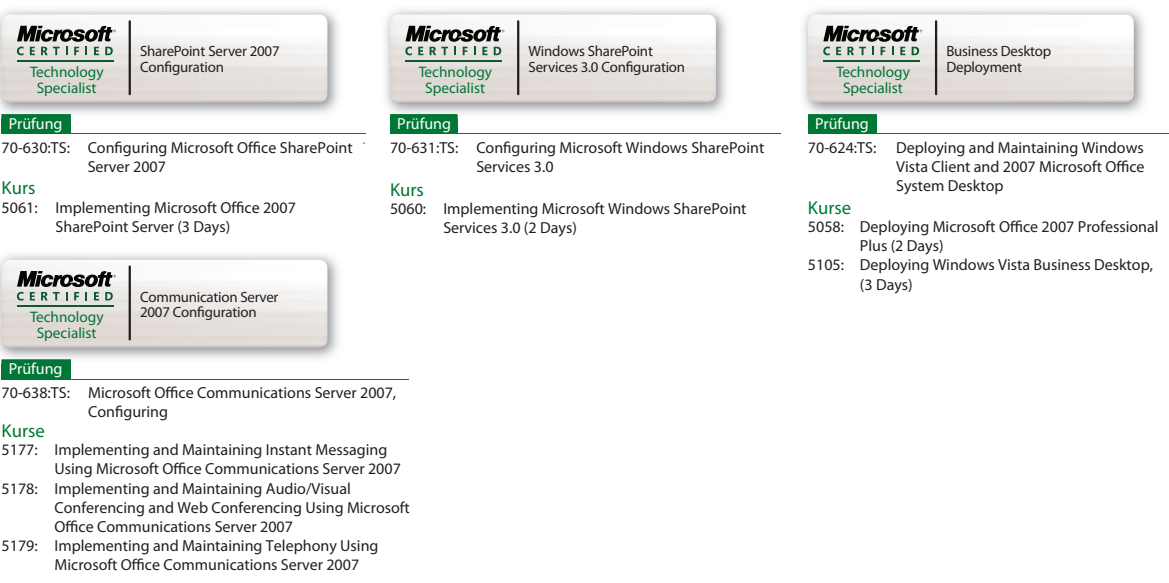 Microsoft
CERTIFIED
Technology
Specialist
SharePoint Server 2007
Configuration
Prüfung
70-630:TS: Configuring Microsoft Office SharePoint
Server 2007
Kurs
5061: Implementing Microsoft Office 2007
SharePoint Server (3 Days)
Microsoft
CERTIFIED
Technology
Specialist
Windows SharePoint
Services 3.0 Configuration
Prüfung
70-631:TS: Configuring Microsoft Windows SharePoint
Services 3.0
Kurs
5060: Implementing Microsoft Windows SharePoint
Services 3.0 (2 Days)
Microsoft
CERTIFIED
Technology
Specialist
Business Desktop
Deployment
Prüfung
70-624:TS: Deploying and Maintaining Windows
Vista Client and 2007 Microsoft Office
System Desktop
Kurse
5058: Deploying Microsoft Office 2007 Professional
Plus (2 Days)
5105: Deploying Windows Vista Business Desktop,
(3 Days)
Microsoft
CERTIFIED
Technology
Specialist
Communication Server
2007 Configuration
Prüfung
70-638:TS: Microsoft Office Communications Server 2007,
Configuring
Kurse
5177: Implementing and Maintaining Instant Messaging
Using Microsoft Office Communications Server 2007
5178: Implementing and Maintaining Audio/Visual
Conferencing and Web Conferencing Using Microsoft
Office Communications Server 2007
5179: Implementing and Maintaining Telephony Using
Microsoft Office Communications Server 2007